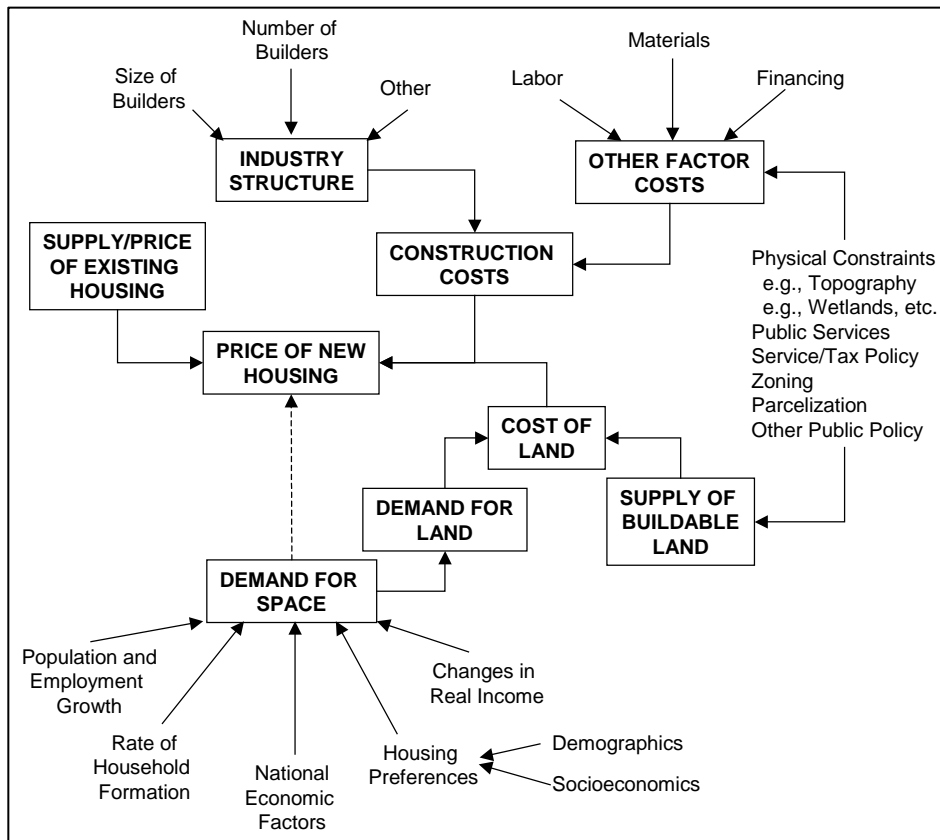 Number of
Builders
Materials
Size of
Builders
Other
Labor
Financing
INDUSTRY
STRUCTURE
OTHER FACTOR
COSTS
SUPPLY/PRICE
OF EXISTING
HOUSING
CONSTRUCTION
COSTS
Physical Constraints
e.g., Topography
e.g., Wetlands, etc.
Public Services
Service/Tax Policy
Zoning
Parcelization
Other Public Policy
PRICE OF NEW
HOUSING
COST OF
LAND
DEMAND FOR
LAND
SUPPLY OF
BUILDABLE
LAND
DEMAND FOR
SPACE
Population and
Employment
Growth
Changes in
Real Income
Rate of
Household
Formation
National
Economic
Factors
Housing
Preferences
Demographics
Socioeconomics